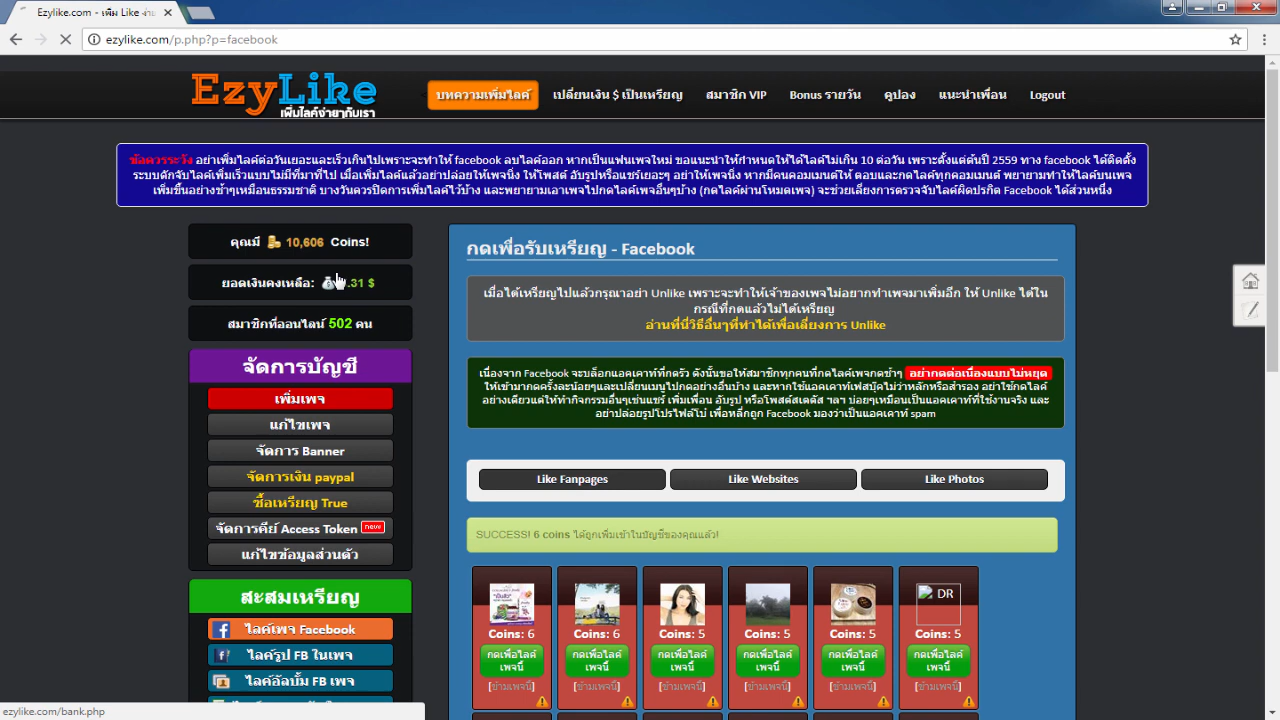 Ezylike.com - เพิ่ม Like ง่าย
ezylike.com/p.php?p=facebook
EzyLike
เพิ่มไลค์ง่ายๆกับเรา
บทความเพิ่มไลค์
เปลี่ยนเงิน $ เป็นเหรียญ
สมาชิก VIP
Bonus รายวัน
คูปอง
แนะนำเพื่อน
Logout
ข้อควรระวัง อย่าเพิ่มไลค์ต่อวันเยอะและเร็วเกินไปเพราะจะทำให้ facebook ลบไลค์ออก หากเป็นแฟนเพจใหม่ ขอแนะนำให้กำหนดให้ได้ไลค์ไม่เกิน 10 ต่อวัน เพราะตั้งแต่ต้นปี 2559 ทาง facebook ได้ติดตั้ง
ระบบดักจับไลค์เพิ่มเร็วแบบไม่มีที่มาที่ไป เมื่อเพิ่มไลค์แล้วอย่าปล่อยให้เพจนิ่ง ให้โพสต์ อัปรูปหรือแชร์เยอะๆ อย่าให้เพจนิ่ง หากมีคนคอมเมนต์ให้ ตอบและกดไลค์ทุกคอมเมนต์ พยายามทำให้ไลค์บนเพจ
เพิ่มขึ้นอย่างช้าๆเหมือนธรรมชาติ บางวันควรปิดการเพิ่มไลค์ไว้บ้าง และพยายามเอาเพจไปกดไลค์เพจอื่นๆบ้าง (กดไลค์ผ่านโหมดเพจ) จะช่วยเลี่ยงการตรวจจับไลค์ผิดปรกติ Facebook ได้ส่วนหนึ่ง
คุณมี 10,606 Coins!
ยอดเงินคงเหลือ: .31 $
สมาชิกที่ออนไลน์ 502 คน
จัดการบัญชี
เพิ่มเพจ
แก้ไขเพจ
จัดการ Banner
จัดการเงิน paypal
ซื้อเหรียญ True
จัดการคีย์ Access Token new
แก้ไขข้อมูลส่วนตัว
สะสมเหรียญ
ไลค์เพจ Facebook
ไลค์รูป FB ในเพจ
ไลค์อัลบั้ม FB เพจ
กดเพื่อรับเหรียญ - Facebook
เมื่อได้เหรียญไปแล้วกรุณาอย่า Unlike เพราะจะทำให้เจ้าของเพจไม่อยากทำเพจมาเพิ่มอีก ให้ Unlike ได้ใน
กรณีที่กดแล้วไม่ได้เหรียญ
อ่านที่นี่วิธีอื่นๆที่ทำได้เพื่อเลี่ยงการ Unlike
เนื่องจาก Facebook จะบล็อกแอคเคาท์ที่กดรัว ดังนั้นขอให้สมาชิกทุกคนที่กดไลค์เพจกดช้าๆ อย่ากดต่อเนื่องแบบไม่หยุด
ให้เข้ามากดครั้งละน้อยๆและเปลี่ยนเมนูไปกดอย่างอื่นบ้าง และหากใช้แอคเคาท์เฟสบุ๊คไม่ว่าหลักหรือสำรอง อย่าใช้กดไลค์
อย่างเดียวแต่ให้ทำกิจกรรมอื่นๆเช่นแชร์ เพิ่มเพื่อน อัปรูป หรือโพสต์สเตตัส ฯลฯ บ่อยๆเหมือนเป็นแอคเคาท์ที่ใช้งานจริง และ
อย่าปล่อยรูปโปรไฟล์โบ๋ เพื่อหลีกถูก Facebook มองว่าเป็นแอคเคาท์ spam
Like Fanpages
Like Websites
Like Photos
SUCCESS! 6 coins ได้ถูกเพิ่มเข้าในบัญชีของคุณแล้ว!
DR
Coins: 6 Coins: 6 Coins: 5 Coins: 5 Coins: 5 Coins: 5
กดเพื่อไลค์ กดเพื่อไลค์ กดเพื่อไลค์ กดเพื่อไลค์ กดเพื่อไลค์ กดเพื่อไลค์
เพจนี้ เพจนี้ เพจนี้ เพจนี้ เพจนี้ เพจนี้
[ข้ามเพจนี้] [ข้ามเพจนี้] [ข้ามเพจนี้] [ข้ามเพจนี้] [ข้ามเพจนี้] [ข้ามเพจนี้]
ezylike.com/bank.php